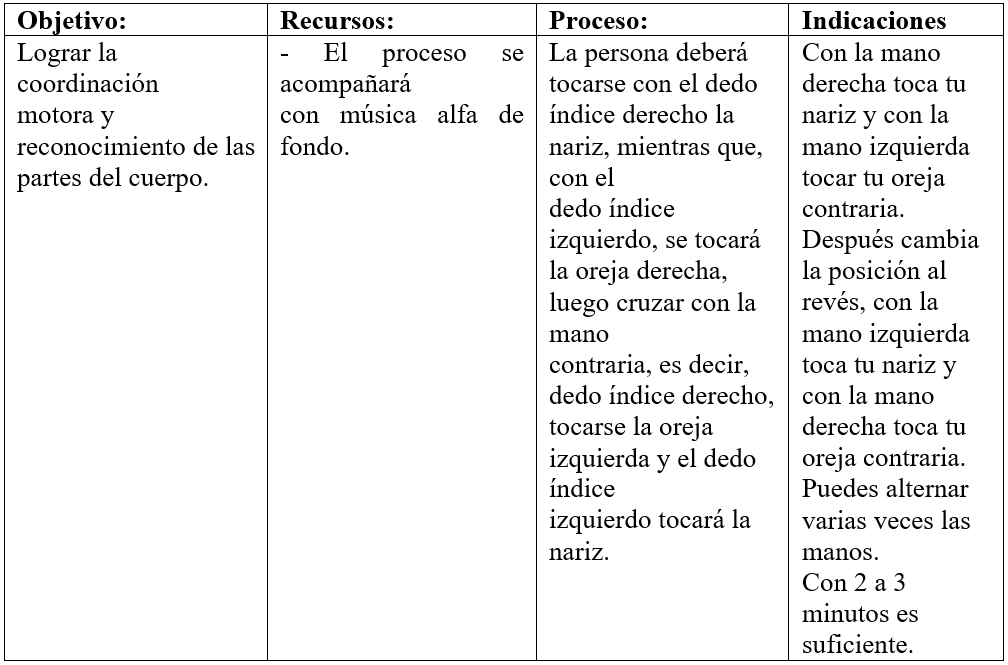 Objetivo:
Recursos:
Proceso:
Indicaciones
Lograr la
coordinación
motora y
reconocimiento de las
partes del cuerpo.
- El proceso se
acompañará
con música alfa de
fondo.
La persona deberá
tocarse con el dedo
índice derecho la
nariz, mientras que,
con el
dedo índice
izquierdo, se tocará
la oreja derecha,
luego cruzar con la
mano
contraria, es decir,
dedo índice derecho,
tocarse la oreja
izquierda y el dedo
índice
izquierdo tocará la
nariz.
Con la mano
derecha toca tu
nariz y con la
mano izquierda
tocar tu oreja
contraria.
Después cambia
la posición al
revés, con la
mano izquierda
toca tu nariz y
con la mano
derecha toca tu
oreja contraria.
Puedes alternar
varias veces las
manos.
Con 2 a 3
minutos es
suficiente.